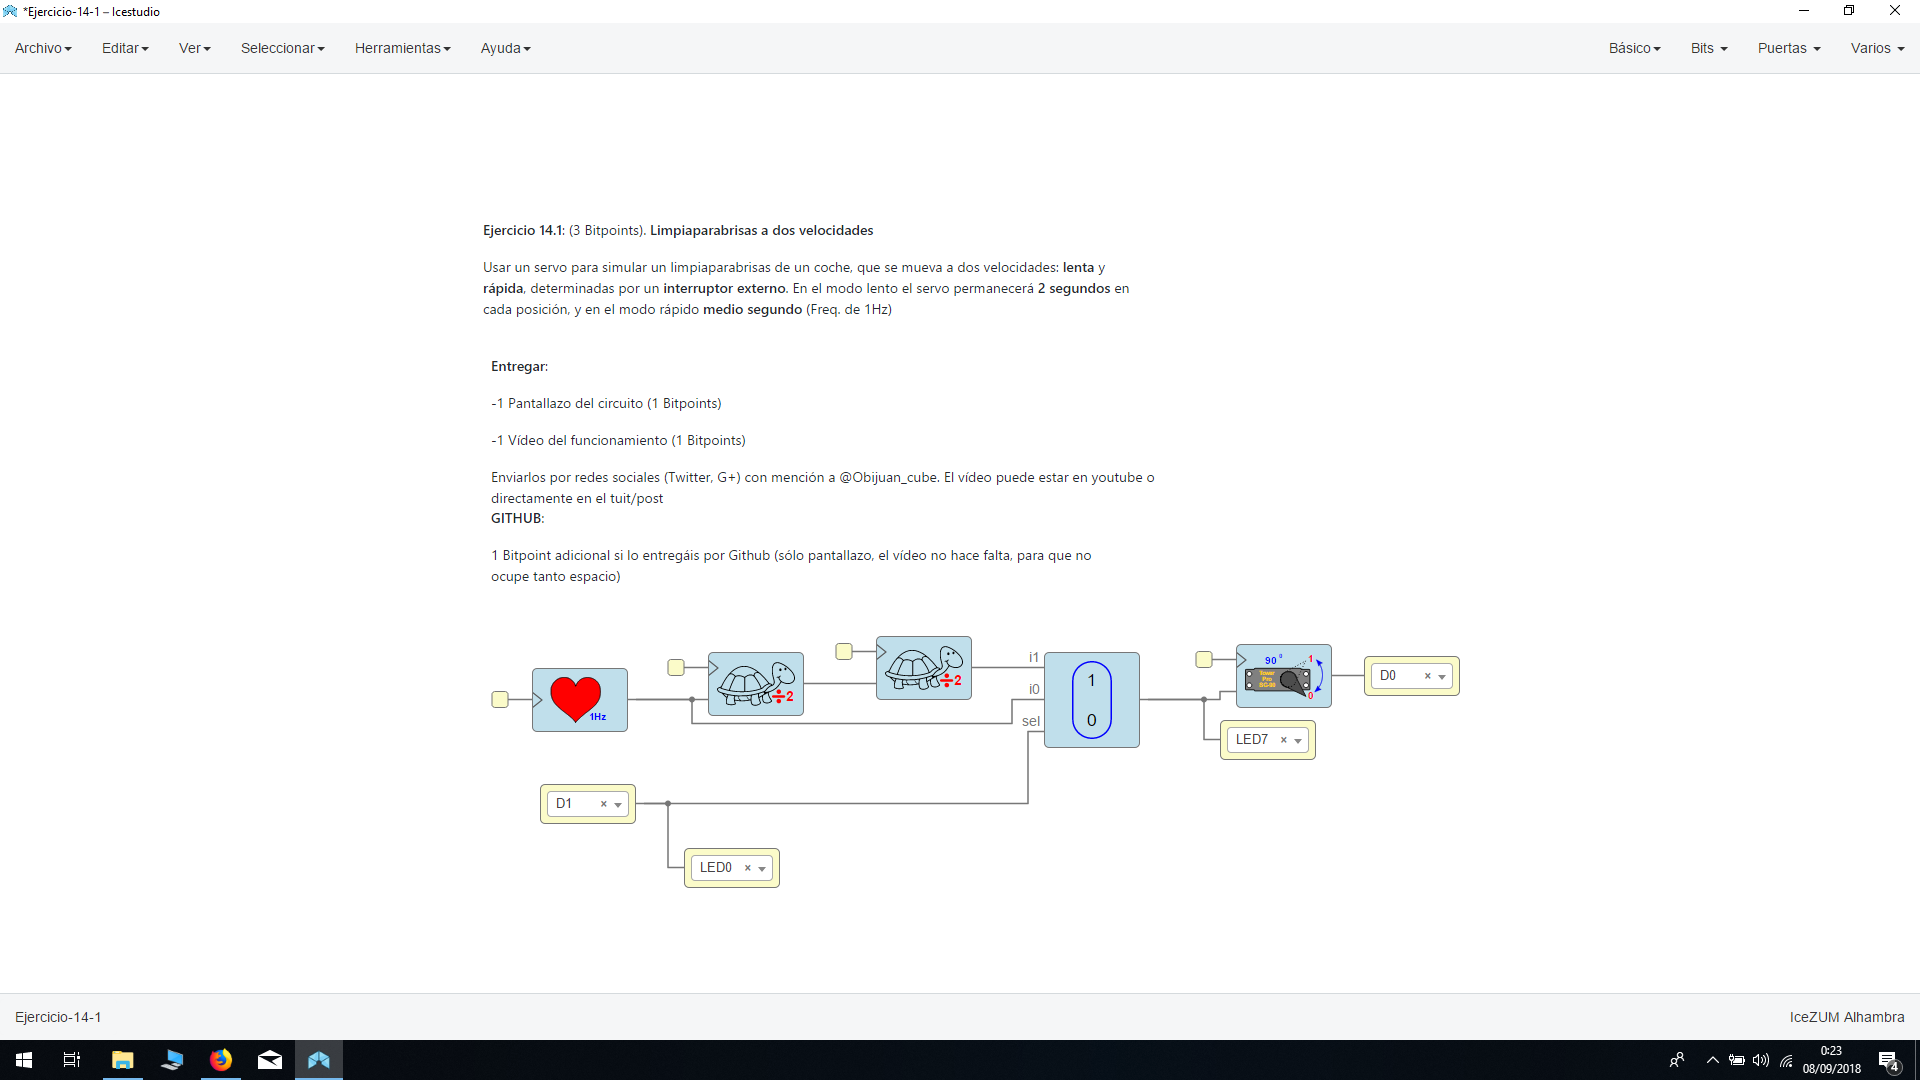 *Ejercicio-14-1 – Icestudio
Archivo Editar Ver Seleccionar Herramientas Ayuda Básico Bits Puertas Varios
Ejercicio 14.1: (3 Bitpoints). Limpiaparabrisas a dos velocidades
Usar un servo para simular un limpiaparabrisas de un coche, que se mueva a dos velocidades: lenta y
rápida, determinadas por un interruptor externo. En el modo lento el servo permanecerá 2 segundos en
cada posición, y en el modo rápido medio segundo (Freq. de 1Hz)
Entregar:
-1 Pantallazo del circuito (1 Bitpoints)
-1 Vídeo del funcionamiento (1 Bitpoints)
Enviarlos por redes sociales (Twitter, G+) con mención a @Obijuan_cube. El vídeo puede estar en youtube o
directamente en el tuit/post
GITHUB:
1 Bitpoint adicional si lo entregáis por Github (sólo pantallazo, el vídeo no hace falta, para que no
ocupe tanto espacio)
1Hz
÷2
÷2
i1
i0
sel
1
0
90 º
1
0
Tower
Pro
SG-90
D0 ×
LED7 ×
D1 ×
LED0 ×
Ejercicio-14-1
IceZUM Alhambra
0:23
08/09/2018
4